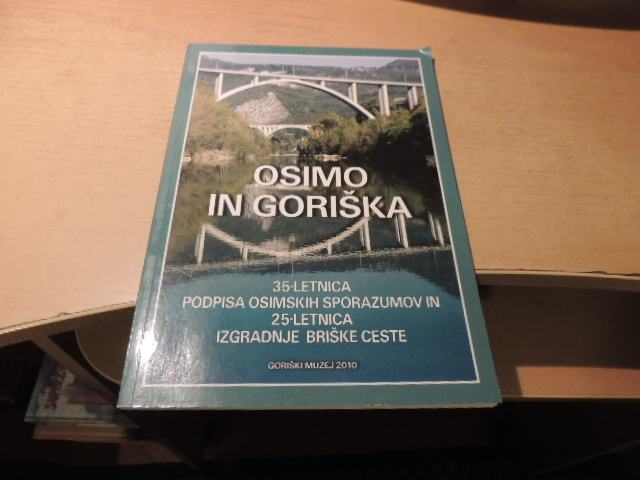 OSIMO
IN GORIŠKA
35-LETNICA
PODPISA OSIMSKIH SPORAZUMOV IN
25-LETNICA
IZGRADNJE BRIŠKE CESTE
GORIŠKI MUZEJ 2010